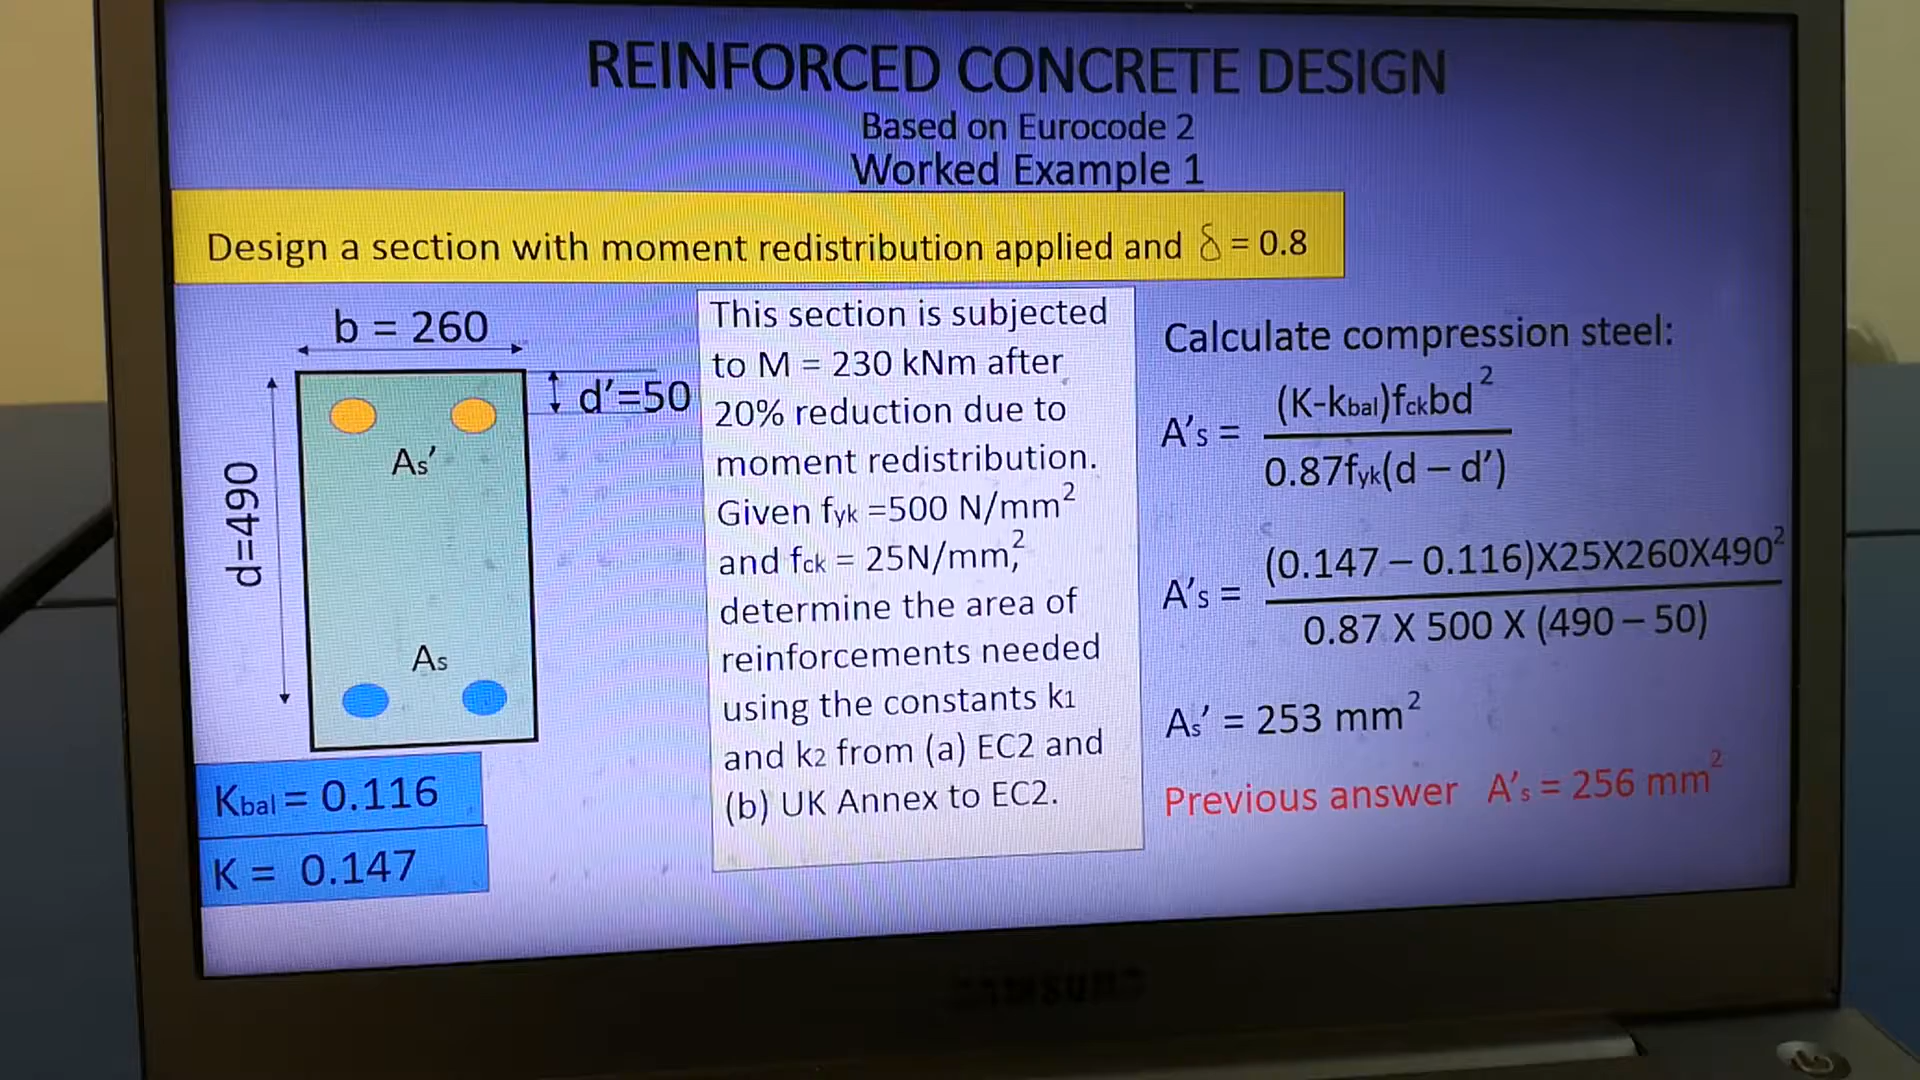 REINFORCED CONCRETE DESIGN
Based on Eurocode 2
Worked Example 1
Design a section with moment redistribution applied and δ = 0.8
b = 260
d'=50
As'
d=490
As
Kbal = 0.116
K = 0.147
This section is subjected
to M = 230 kNm after
20% reduction due to
moment redistribution.
Given fyk =500 N/mm²
and fck = 25N/mm,²
determine the area of
reinforcements needed
using the constants k1
and k2 from (a) EC2 and
(b) UK Annex to EC2.
Calculate compression steel:
(K-kbal)fckbd²
A's =
0.87fyk(d – d')
(0.147 – 0.116)X25X260X490²
A's =
0.87 X 500 X (490 – 50)
As' = 253 mm²
Previous answer A's = 256 mm²
SAMSUNG